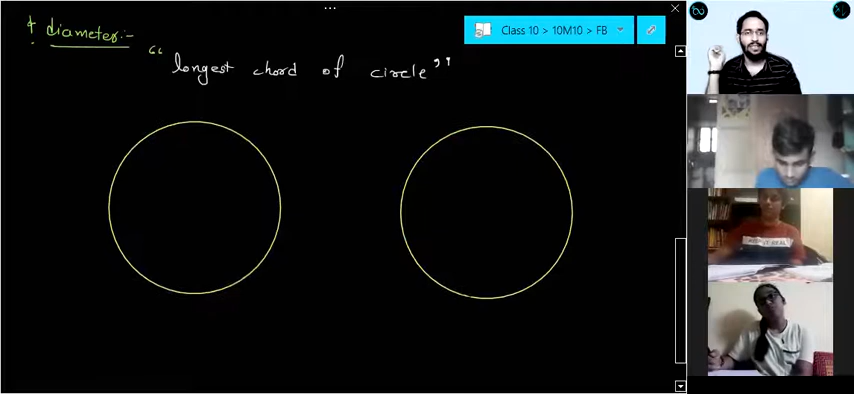 diameter:-
Class 10 > 10M10 > FB
"longest chord of circle"